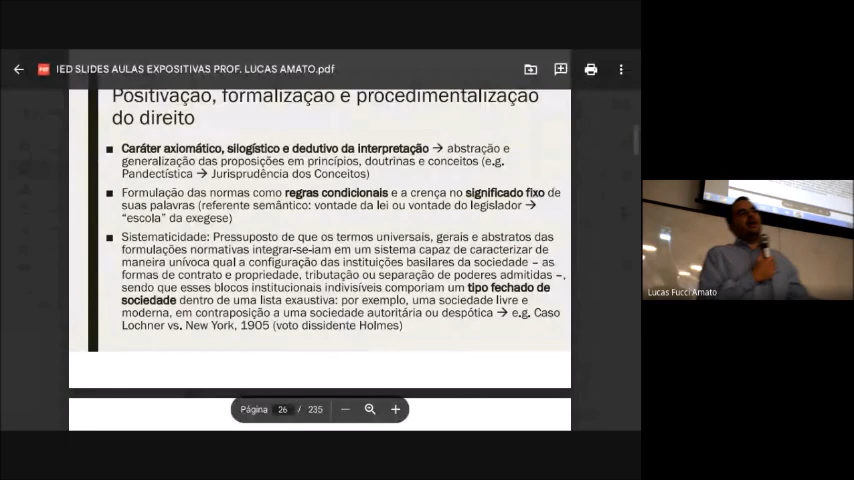 IED SLIDES AULAS EXPOSITIVAS PROF. LUCAS AMATO.pdf
Positivação, formalização e procedimentalização
do direito
Caráter axiomático, silogístico e dedutivo da interpretação → abstração e
generalização das proposições em princípios, doutrinas e conceitos (e.g.
Pandectística → Jurisprudência dos Conceitos)
Formulação das normas como regras condicionais e a crença no significado fixo de
suas palavras (referente semântico: vontade da lei ou vontade do legislador →
"escola" da exegese)
Sistematicidade: Pressuposto de que os termos universais, gerais e abstratos das
formulações normativas integrar-se-iam em um sistema capaz de caracterizar de
maneira unívoca qual a configuração das instituições basilares da sociedade – as
formas de contrato e propriedade, tributação ou separação de poderes admitidas –,
sendo que esses blocos institucionais indivisíveis comporiam um tipo fechado de
sociedade dentro de uma lista exaustiva: por exemplo, uma sociedade livre e
moderna, em contraposição a uma sociedade autoritária ou despótica → e.g. Caso
Lochner vs. New York, 1905 (voto dissidente Holmes)
Página 26 / 235
Lucas Fucci Amato